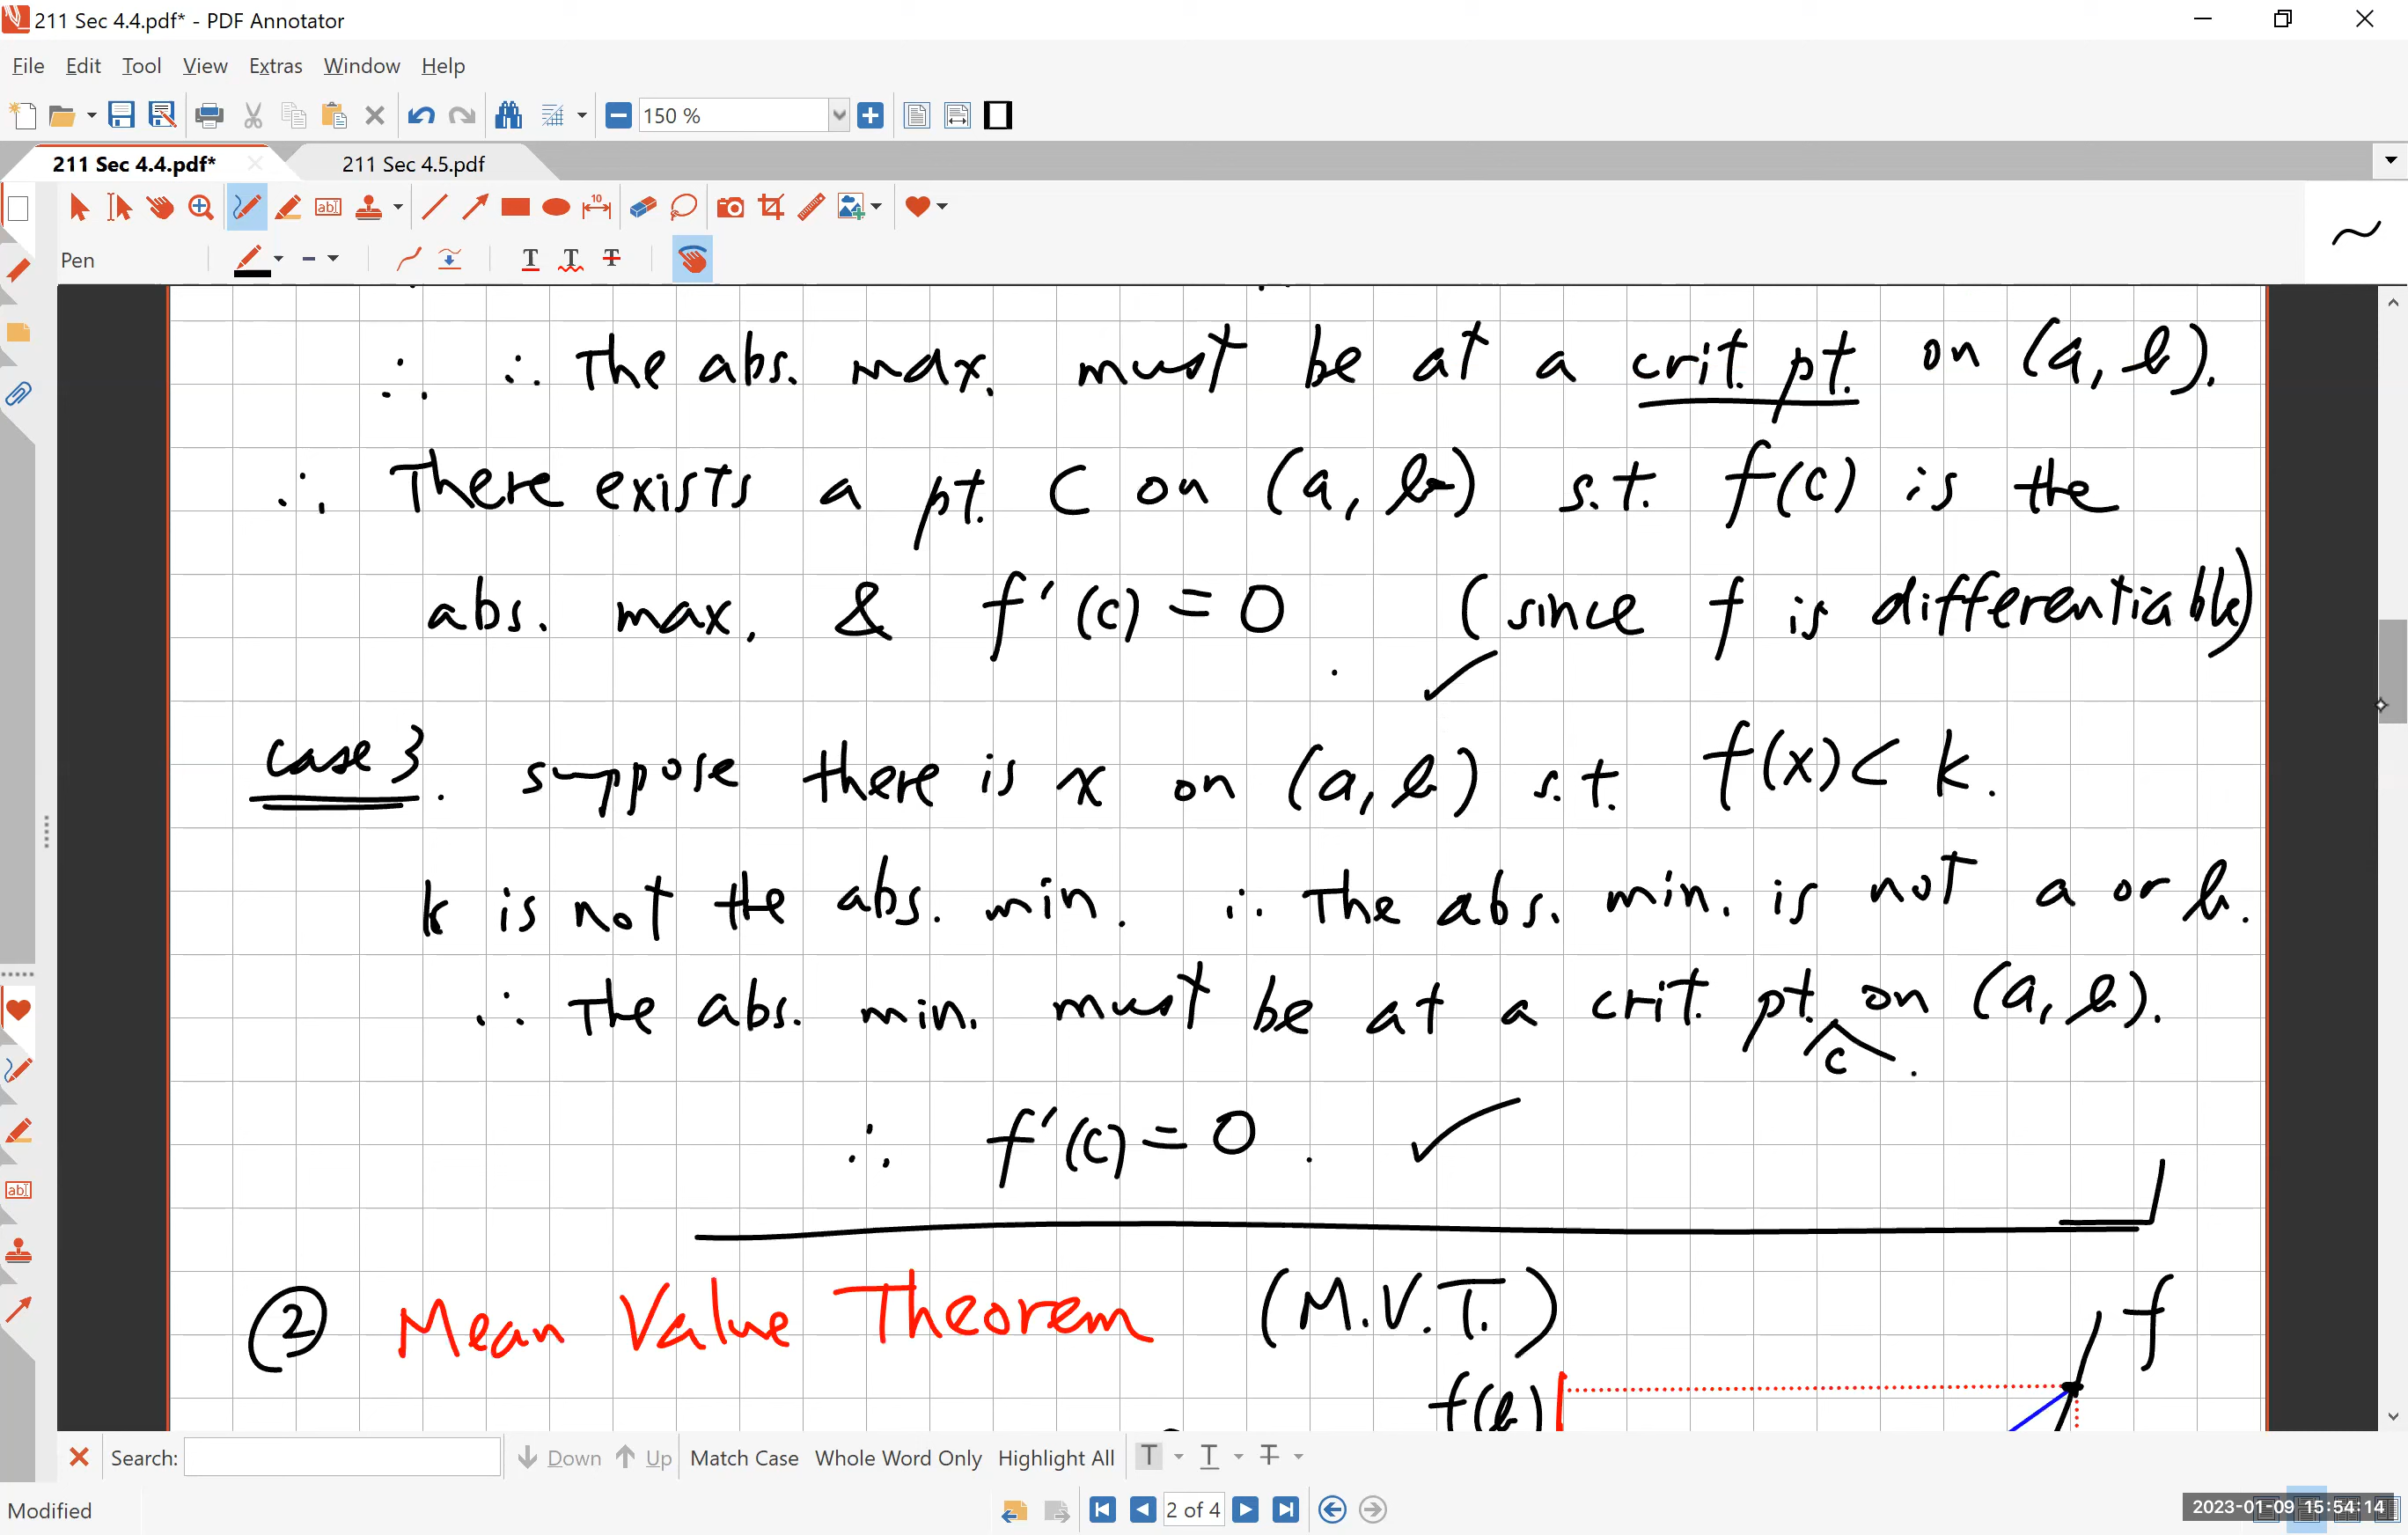 211 Sec 4.4.pdf* - PDF Annotator
File Edit Tool View Extras Window Help
150 %
211 Sec 4.4.pdf* 211 Sec 4.5.pdf
Pen
∴ ∴ The abs. max. must be at a crit. pt. on (a, b).
∴ There exists a pt. c on (a, b) s.t. f(c) is the
abs. max. & f'(c) = 0 . (since f is differentiable) ✓
case 3. suppose there is x on (a, b) s.t. f(x) < k.
k is not the abs. min. ∴ The abs. min. is not a or b.
∴ The abs. min. must be at a crit. pt. on (a, b).
c .
∴ f'(c) = 0 . ✓
② Mean Value Theorem (M.V.T.)
f
f(b)
Search: Down Up Match Case Whole Word Only Highlight All
Modified 2 of 4 2023-01-09 15:54:14